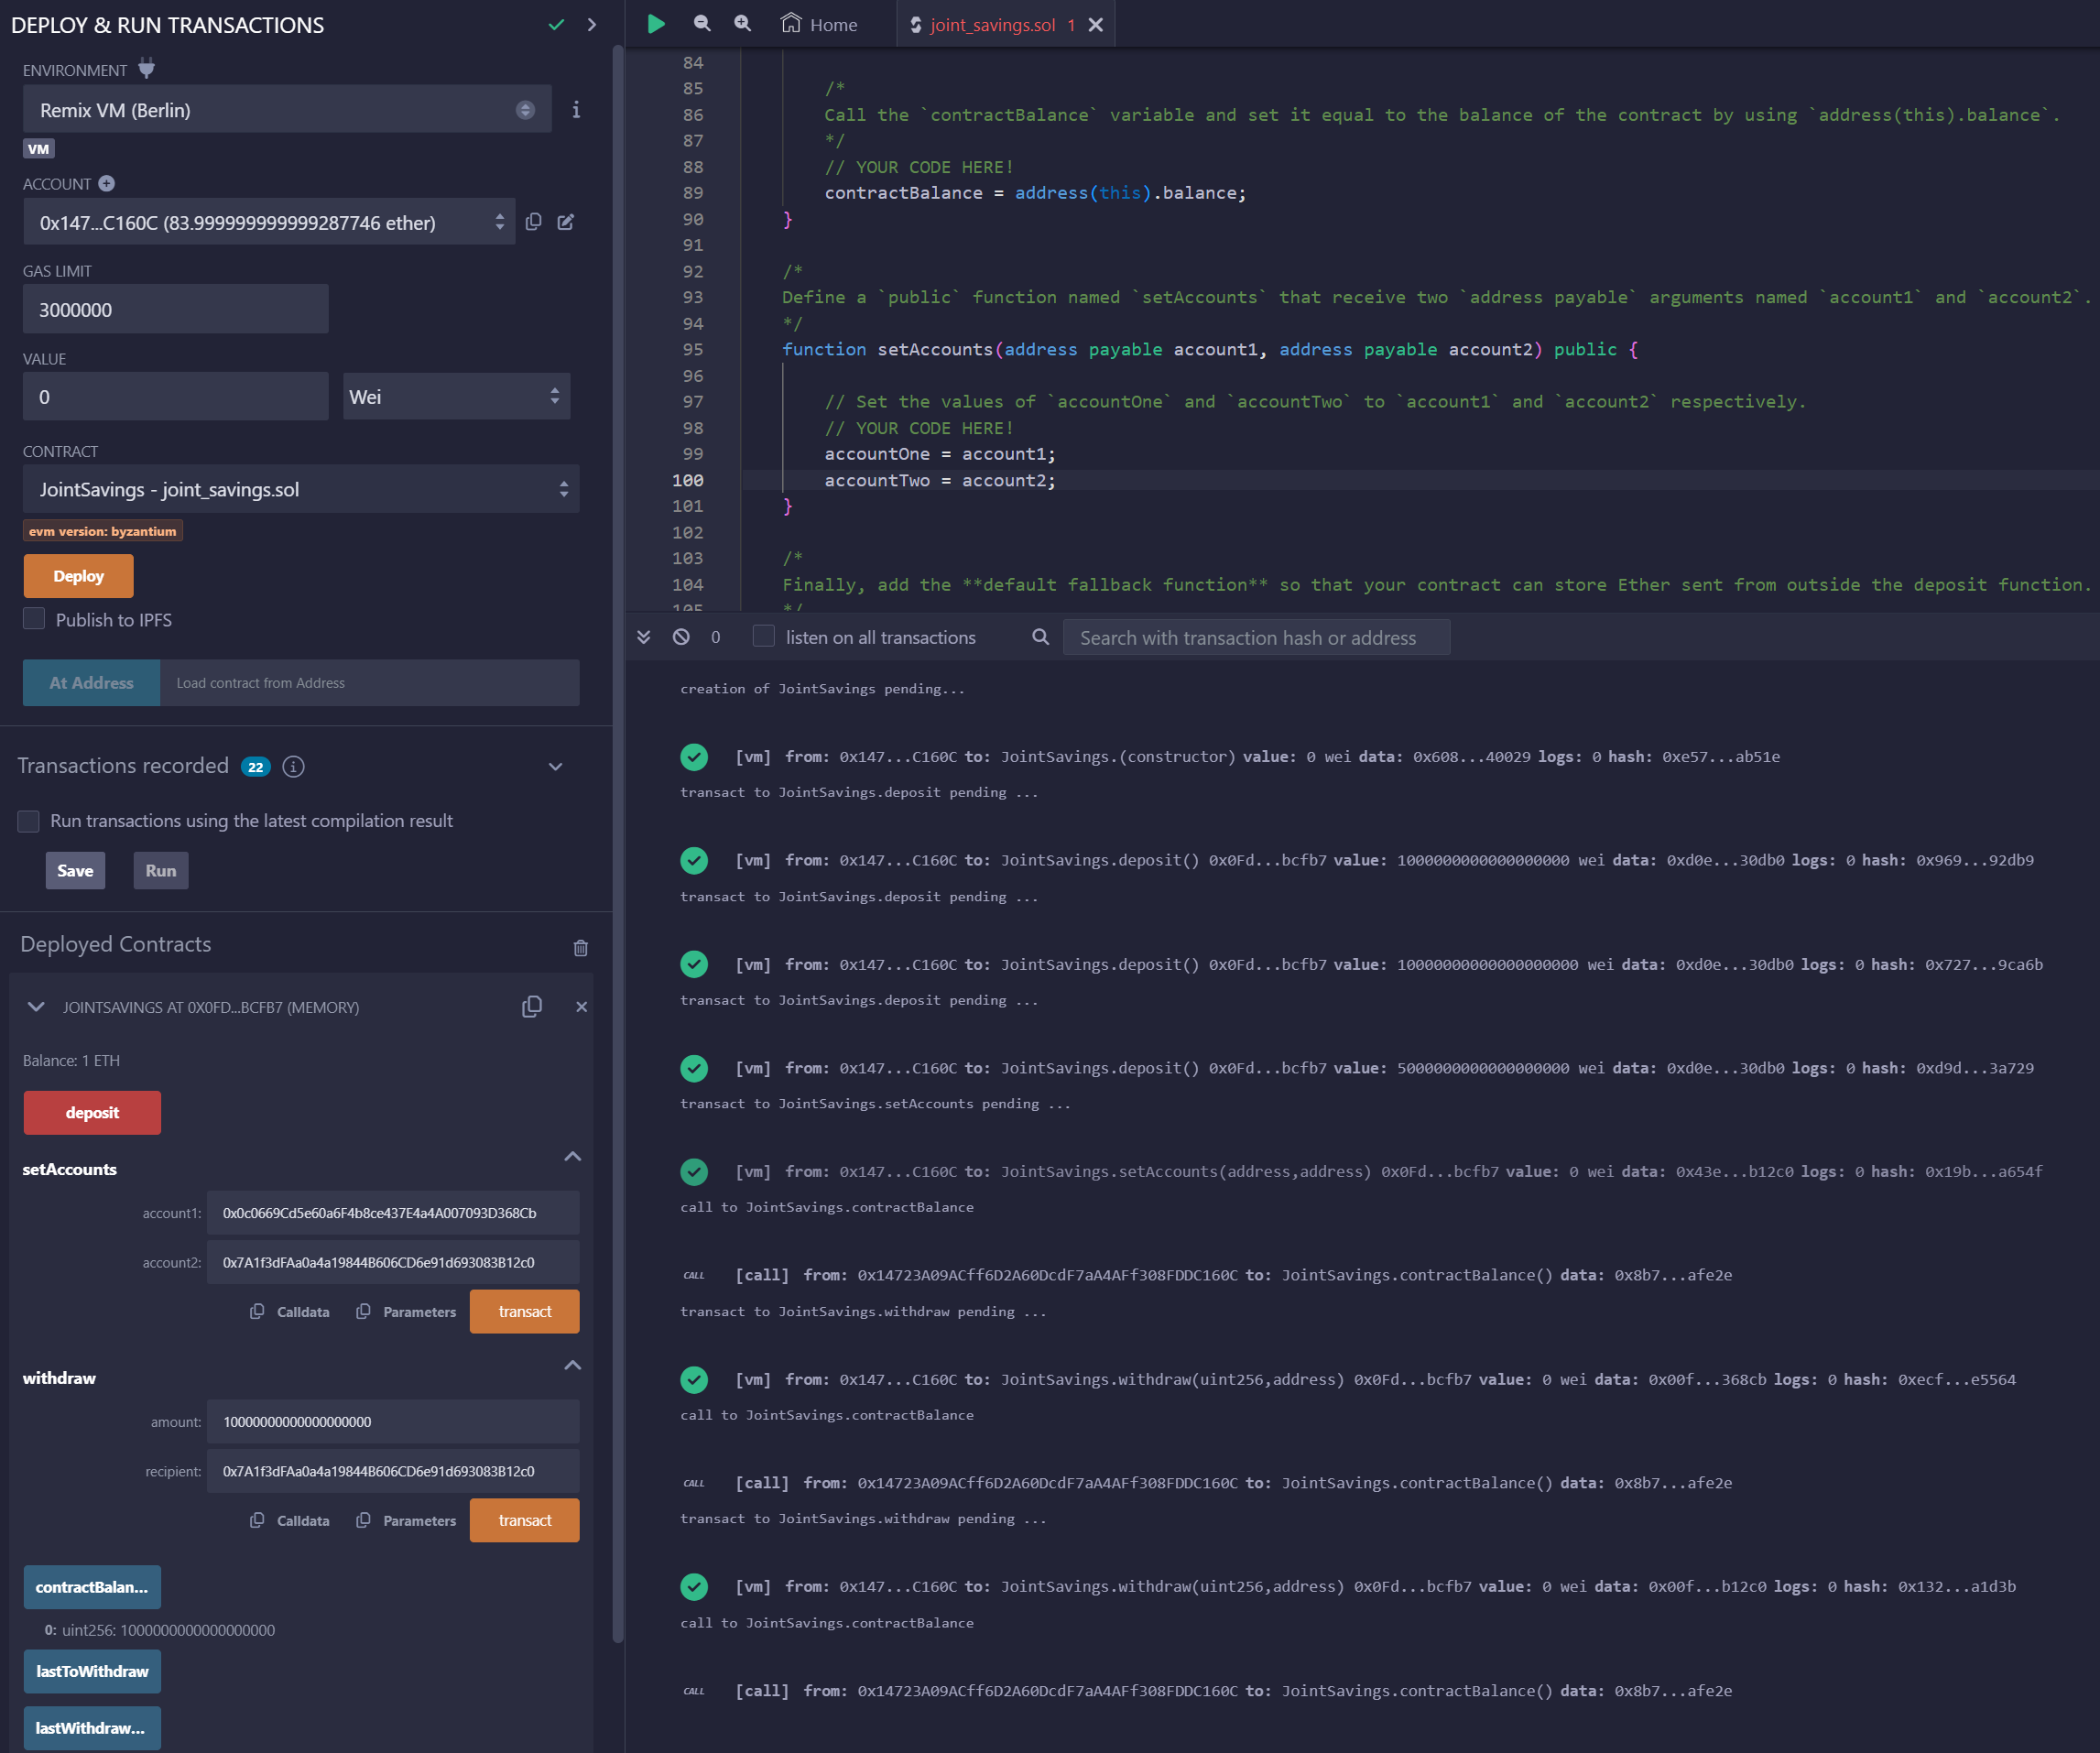 DEPLOY & RUN TRANSACTIONS
ENVIRONMENT
Remix VM (Berlin)
VM
ACCOUNT
0x147...C160C (83.999999999999287746 ether)
GAS LIMIT
3000000
VALUE
0
Wei
CONTRACT
JointSavings - joint_savings.sol
evm version: byzantium
Deploy
Publish to IPFS
At Address
Load contract from Address
Transactions recorded 22
Run transactions using the latest compilation result
Save
Run
Deployed Contracts
JOINTSAVINGS AT 0X0FD...BCFB7 (MEMORY)
Balance: 1 ETH
deposit
setAccounts
account1: 0x0c0669Cd5e60a6F4b8ce437E4a4A007093D368Cb
account2: 0x7A1f3dFAa0a4a19844B606CD6e91d693083B12c0
Calldata
Parameters
transact
withdraw
amount: 10000000000000000000
recipient: 0x7A1f3dFAa0a4a19844B606CD6e91d693083B12c0
Calldata
Parameters
transact
contractBalan...
0: uint256: 1000000000000000000
lastToWithdraw
lastWithdraw...
Home
joint_savings.sol 1
84
85 /*
86 Call the `contractBalance` variable and set it equal to the balance of the contract by using `address(this).balance`.
87 */
88 // YOUR CODE HERE!
89 contractBalance = address(this).balance;
90 }
91
92 /*
93 Define a `public` function named `setAccounts` that receive two `address payable` arguments named `account1` and `account2`.
94 */
95 function setAccounts(address payable account1, address payable account2) public {
96
97 // Set the values of `accountOne` and `accountTwo` to `account1` and `account2` respectively.
98 // YOUR CODE HERE!
99 accountOne = account1;
100 accountTwo = account2;
101 }
102
103 /*
104 Finally, add the **default fallback function** so that your contract can store Ether sent from outside the deposit function.
105 */
0
listen on all transactions
Search with transaction hash or address
creation of JointSavings pending...
[vm] from: 0x147...C160C to: JointSavings.(constructor) value: 0 wei data: 0x608...40029 logs: 0 hash: 0xe57...ab51e
transact to JointSavings.deposit pending ...
[vm] from: 0x147...C160C to: JointSavings.deposit() 0x0Fd...bcfb7 value: 1000000000000000000 wei data: 0xd0e...30db0 logs: 0 hash: 0x969...92db9
transact to JointSavings.deposit pending ...
[vm] from: 0x147...C160C to: JointSavings.deposit() 0x0Fd...bcfb7 value: 10000000000000000000 wei data: 0xd0e...30db0 logs: 0 hash: 0x727...9ca6b
transact to JointSavings.deposit pending ...
[vm] from: 0x147...C160C to: JointSavings.deposit() 0x0Fd...bcfb7 value: 5000000000000000000 wei data: 0xd0e...30db0 logs: 0 hash: 0xd9d...3a729
transact to JointSavings.setAccounts pending ...
[vm] from: 0x147...C160C to: JointSavings.setAccounts(address,address) 0x0Fd...bcfb7 value: 0 wei data: 0x43e...b12c0 logs: 0 hash: 0x19b...a654f
call to JointSavings.contractBalance
CALL [call] from: 0x14723A09ACff6D2A60DcdF7aA4AFf308FDDC160C to: JointSavings.contractBalance() data: 0x8b7...afe2e
transact to JointSavings.withdraw pending ...
[vm] from: 0x147...C160C to: JointSavings.withdraw(uint256,address) 0x0Fd...bcfb7 value: 0 wei data: 0x00f...368cb logs: 0 hash: 0xecf...e5564
call to JointSavings.contractBalance
CALL [call] from: 0x14723A09ACff6D2A60DcdF7aA4AFf308FDDC160C to: JointSavings.contractBalance() data: 0x8b7...afe2e
transact to JointSavings.withdraw pending ...
[vm] from: 0x147...C160C to: JointSavings.withdraw(uint256,address) 0x0Fd...bcfb7 value: 0 wei data: 0x00f...b12c0 logs: 0 hash: 0x132...a1d3b
call to JointSavings.contractBalance
CALL [call] from: 0x14723A09ACff6D2A60DcdF7aA4AFf308FDDC160C to: JointSavings.contractBalance() data: 0x8b7...afe2e